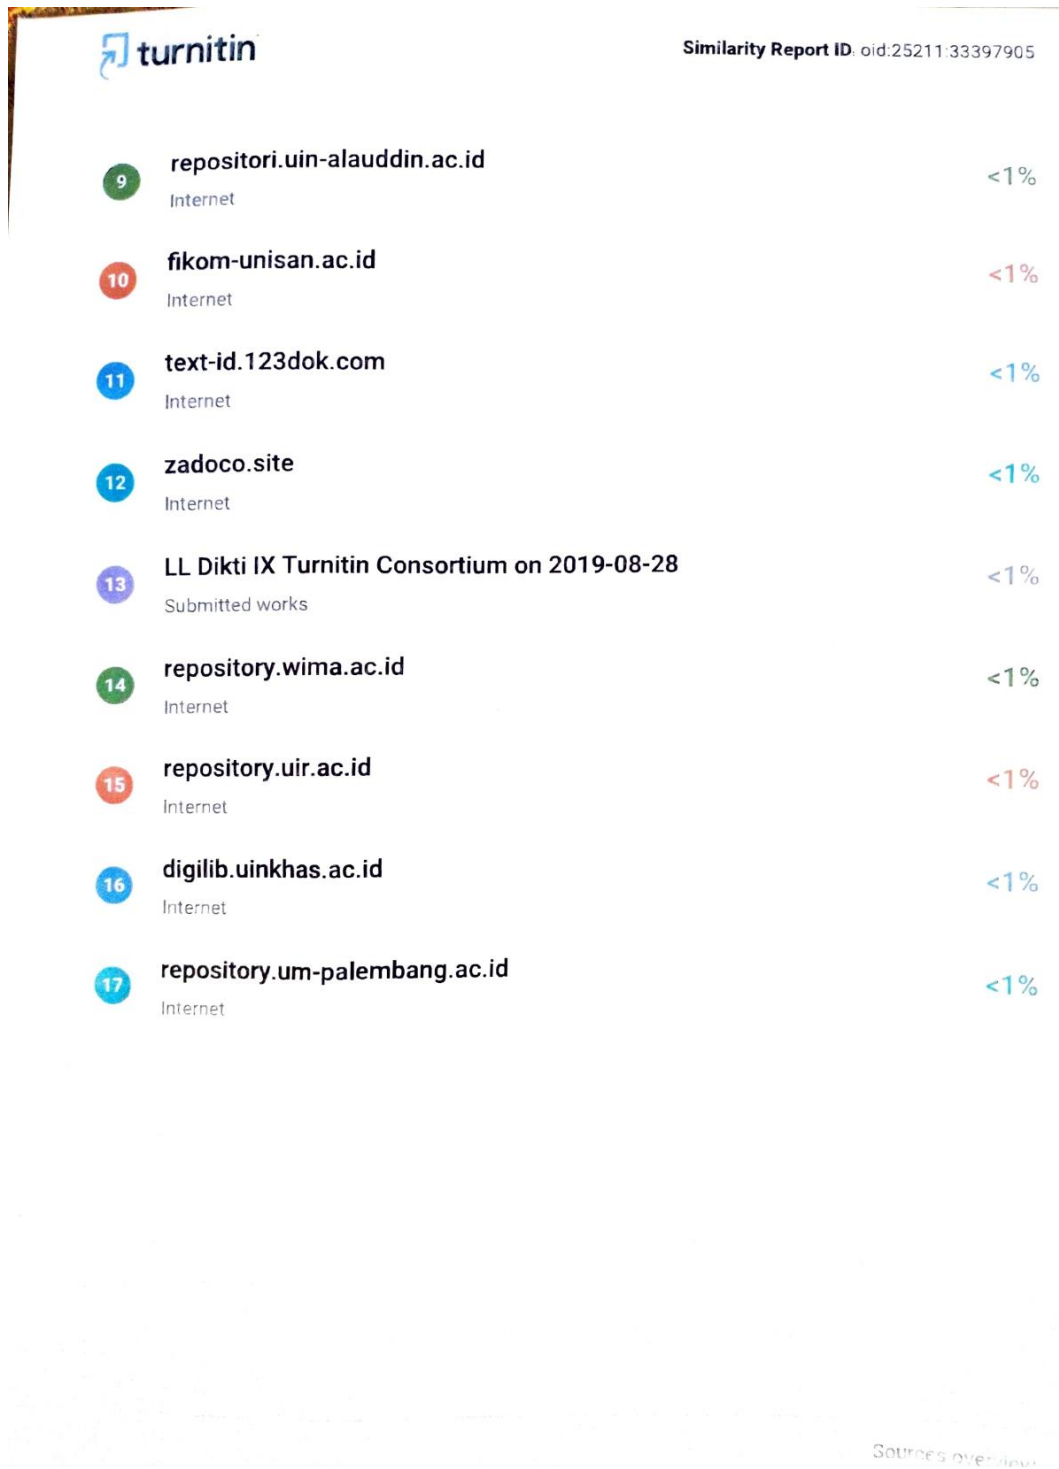 turnitin
Similarity Report ID: oid:25211:33397905
9 repositori.uin-alauddin.ac.id <1%
Internet
10 fikom-unisan.ac.id <1%
Internet
11 text-id.123dok.com <1%
Internet
12 zadoco.site <1%
Internet
13 LL Dikti IX Turnitin Consortium on 2019-08-28 <1%
Submitted works
14 repository.wima.ac.id <1%
Internet
15 repository.uir.ac.id <1%
Internet
16 digilib.uinkhas.ac.id <1%
Internet
17 repository.um-palembang.ac.id <1%
Internet
Sources overview